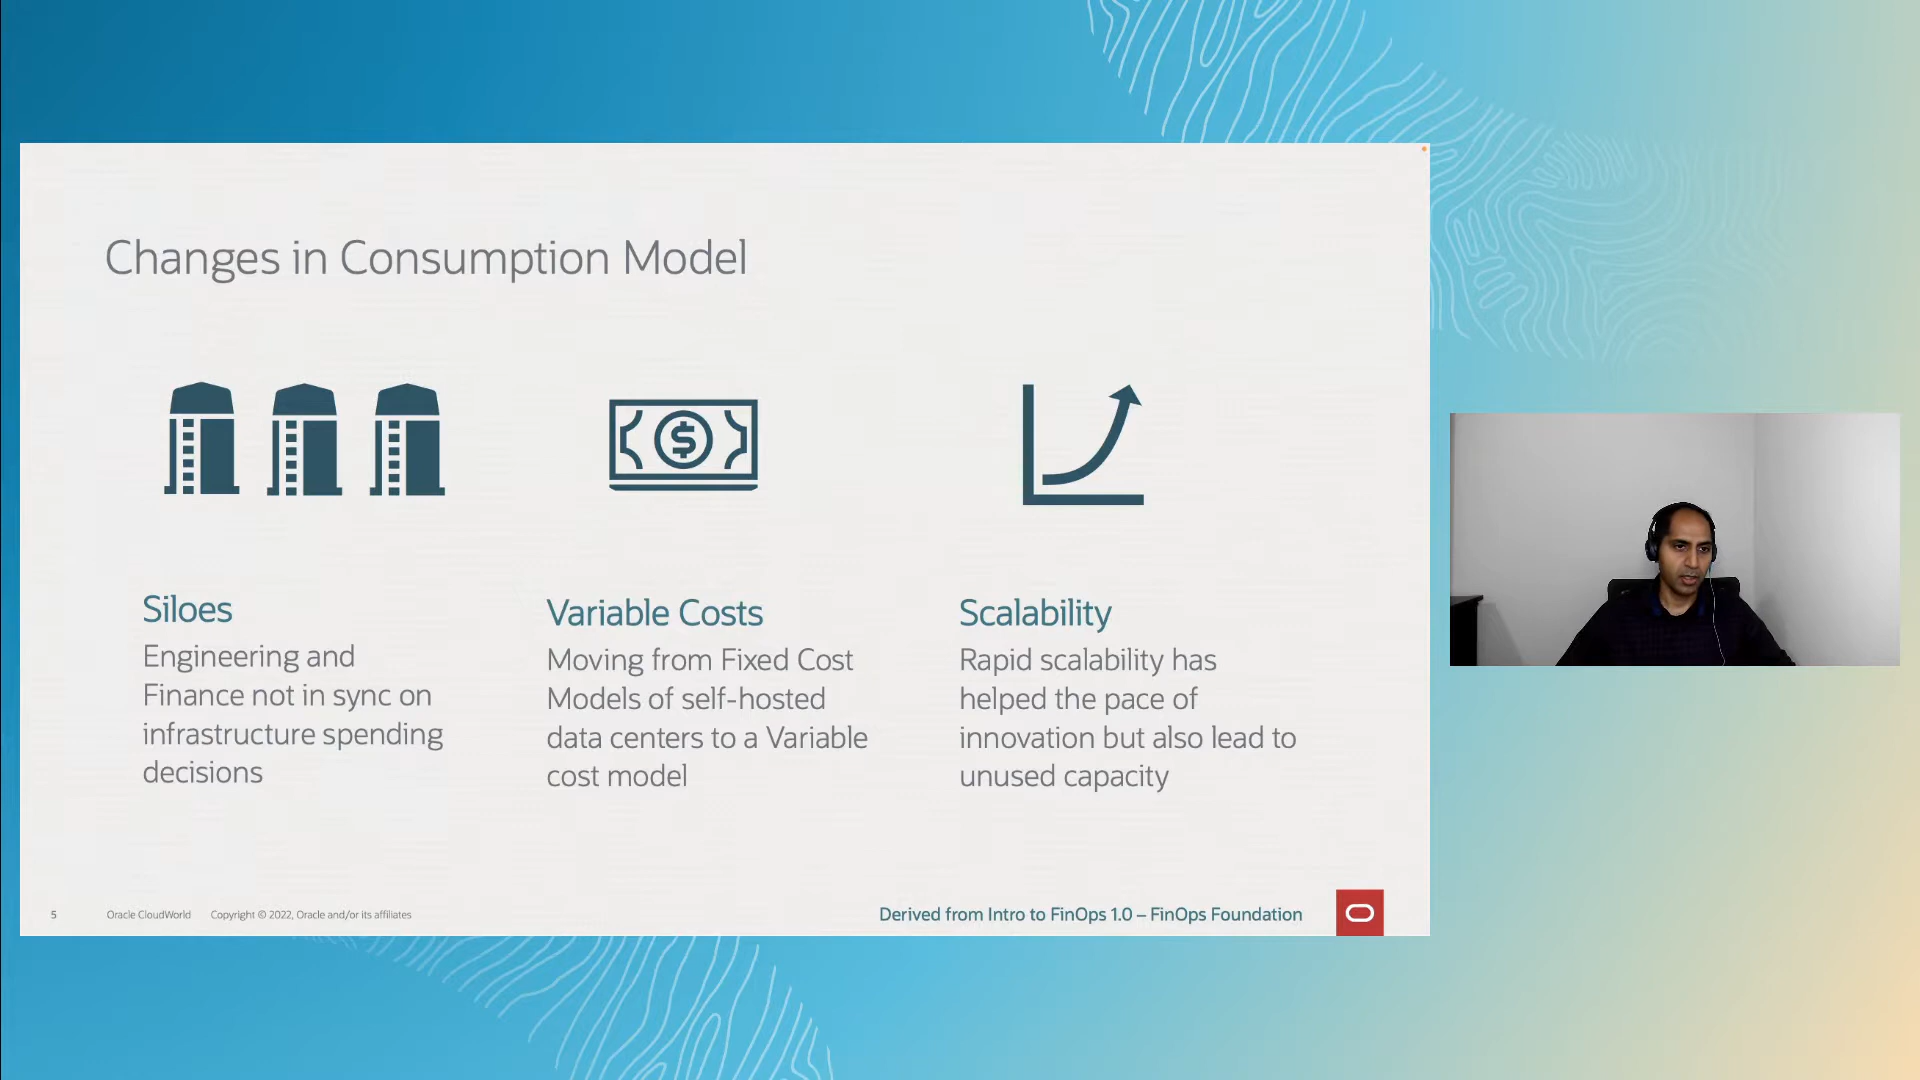 Changes in Consumption Model
$
Siloes
Engineering and
Finance not in sync on
infrastructure spending
decisions
Variable Costs
Moving from Fixed Cost
Models of self-hosted
data centers to a Variable
cost model
Scalability
Rapid scalability has
helped the pace of
innovation but also lead to
unused capacity
5
Oracle CloudWorld
Copyright © 2022, Oracle and/or its affiliates
Derived from Intro to FinOps 1.0 – FinOps Foundation